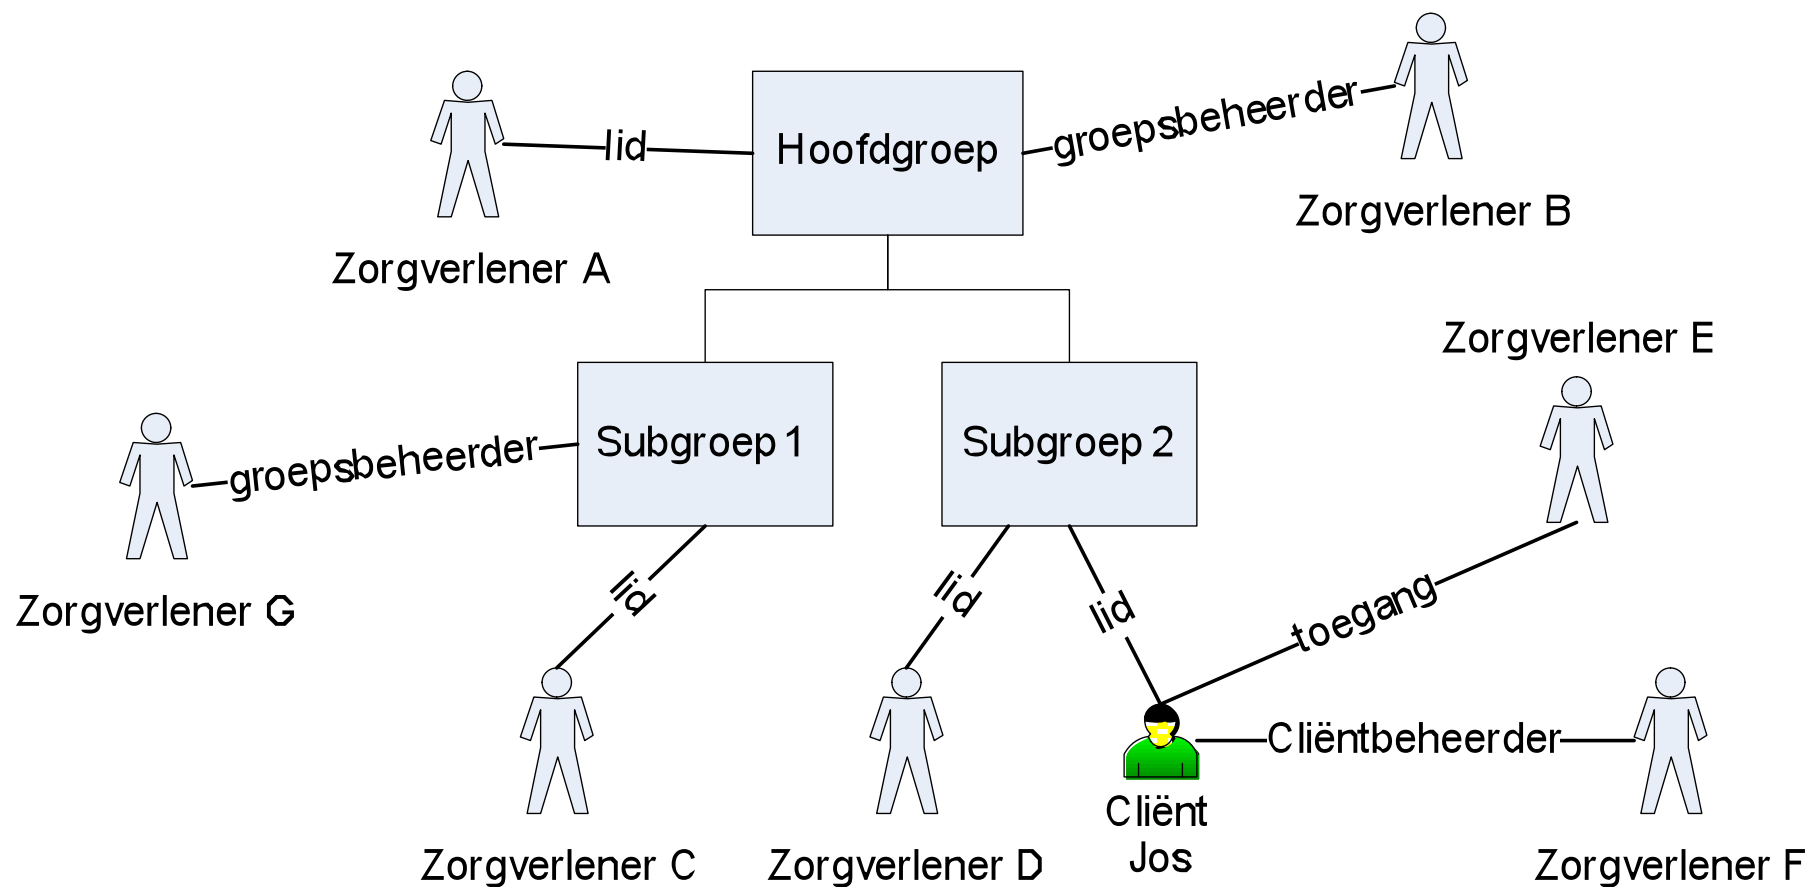 lid
Hoofdgroep
groepsbeheerder
Zorgverlener B
Zorgverlener A
Zorgverlener E
groepsbeheerder
Subgroep 1
Subgroep 2
Zorgverlener G
lid
lid
lid
toegang
Cliëntbeheerder
Cliënt
Jos
Zorgverlener C
Zorgverlener D
Zorgverlener F